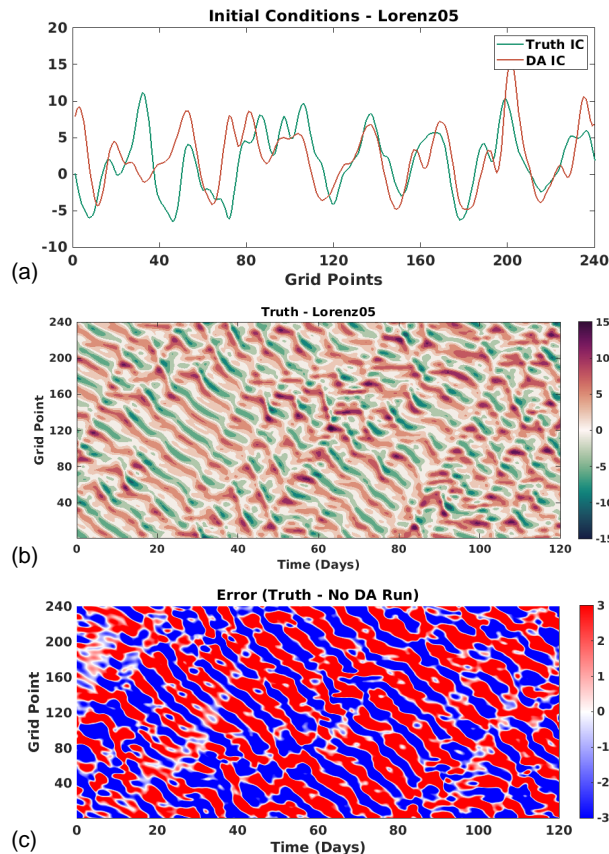 Initial Conditions - Lorenz05
20
15
10
5
0
-5
-10
0 40 80 120 160 200 240
Grid Points
Truth IC
DA IC
(a)
Truth - Lorenz05
240
200
160
120
80
40
Grid Point
0 20 40 60 80 100 120
Time (Days)
15
10
5
0
-5
-10
-15
(b)
Error (Truth - No DA Run)
240
200
160
120
80
40
Grid Point
0 20 40 60 80 100 120
Time (Days)
3
2
1
0
-1
-2
-3
(c)